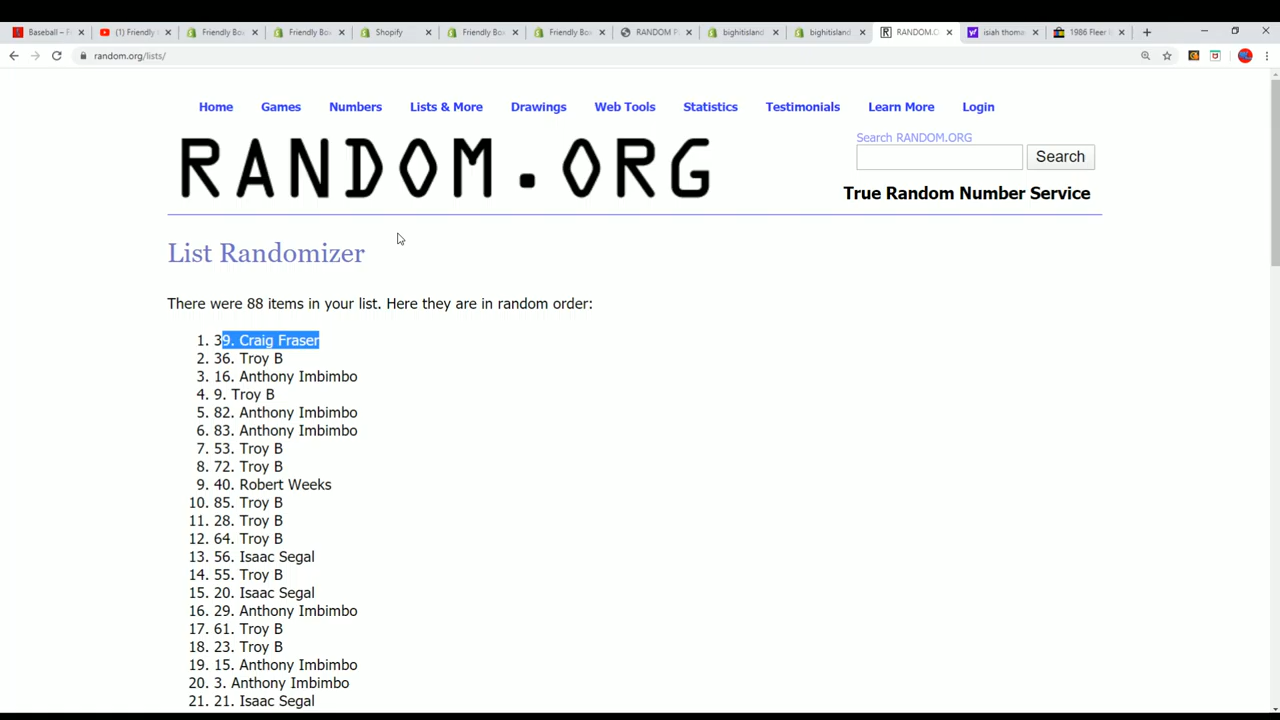 Baseball – F
(1) Friendly
Friendly Box
Friendly Box
Shopify
Friendly Box
Friendly Box
RANDOM P
bighitisland
bighitisland
RANDOM.O
isiah thoma
1986 Fleer
random.org/lists/
Home Games Numbers Lists & More Drawings Web Tools Statistics Testimonials Learn More Login
RANDOM.ORG
Search RANDOM.ORG
Search
True Random Number Service
List Randomizer
There were 88 items in your list. Here they are in random order:
1. 39. Craig Fraser
2. 36. Troy B
3. 16. Anthony Imbimbo
4. 9. Troy B
5. 82. Anthony Imbimbo
6. 83. Anthony Imbimbo
7. 53. Troy B
8. 72. Troy B
9. 40. Robert Weeks
10. 85. Troy B
11. 28. Troy B
12. 64. Troy B
13. 56. Isaac Segal
14. 55. Troy B
15. 20. Isaac Segal
16. 29. Anthony Imbimbo
17. 61. Troy B
18. 23. Troy B
19. 15. Anthony Imbimbo
20. 3. Anthony Imbimbo
21. 21. Isaac Segal